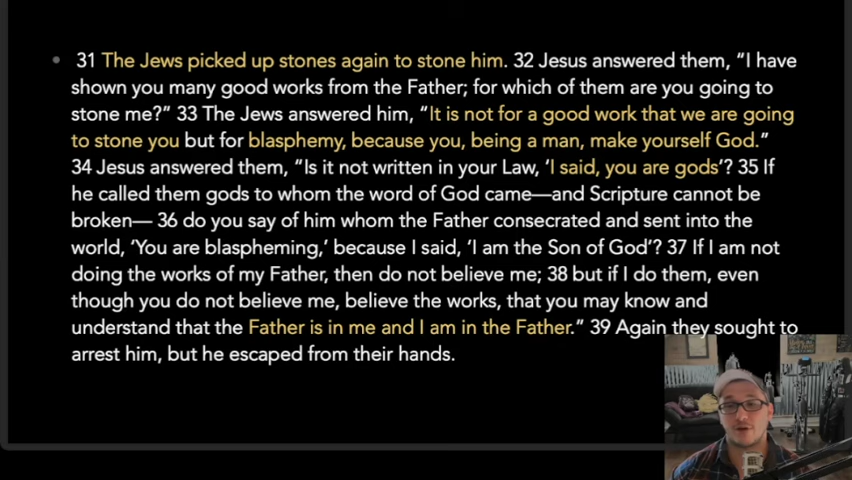 31 The Jews picked up stones again to stone him. 32 Jesus answered them, “I have
shown you many good works from the Father; for which of them are you going to
stone me?” 33 The Jews answered him, “It is not for a good work that we are going
to stone you but for blasphemy, because you, being a man, make yourself God.”
34 Jesus answered them, “Is it not written in your Law, ‘I said, you are gods’? 35 If
he called them gods to whom the word of God came—and Scripture cannot be
broken— 36 do you say of him whom the Father consecrated and sent into the
world, ‘You are blaspheming,’ because I said, ‘I am the Son of God’? 37 If I am not
doing the works of my Father, then do not believe me; 38 but if I do them, even
though you do not believe me, believe the works, that you may know and
understand that the Father is in me and I am in the Father.” 39 Again they sought to
arrest him, but he escaped from their hands.